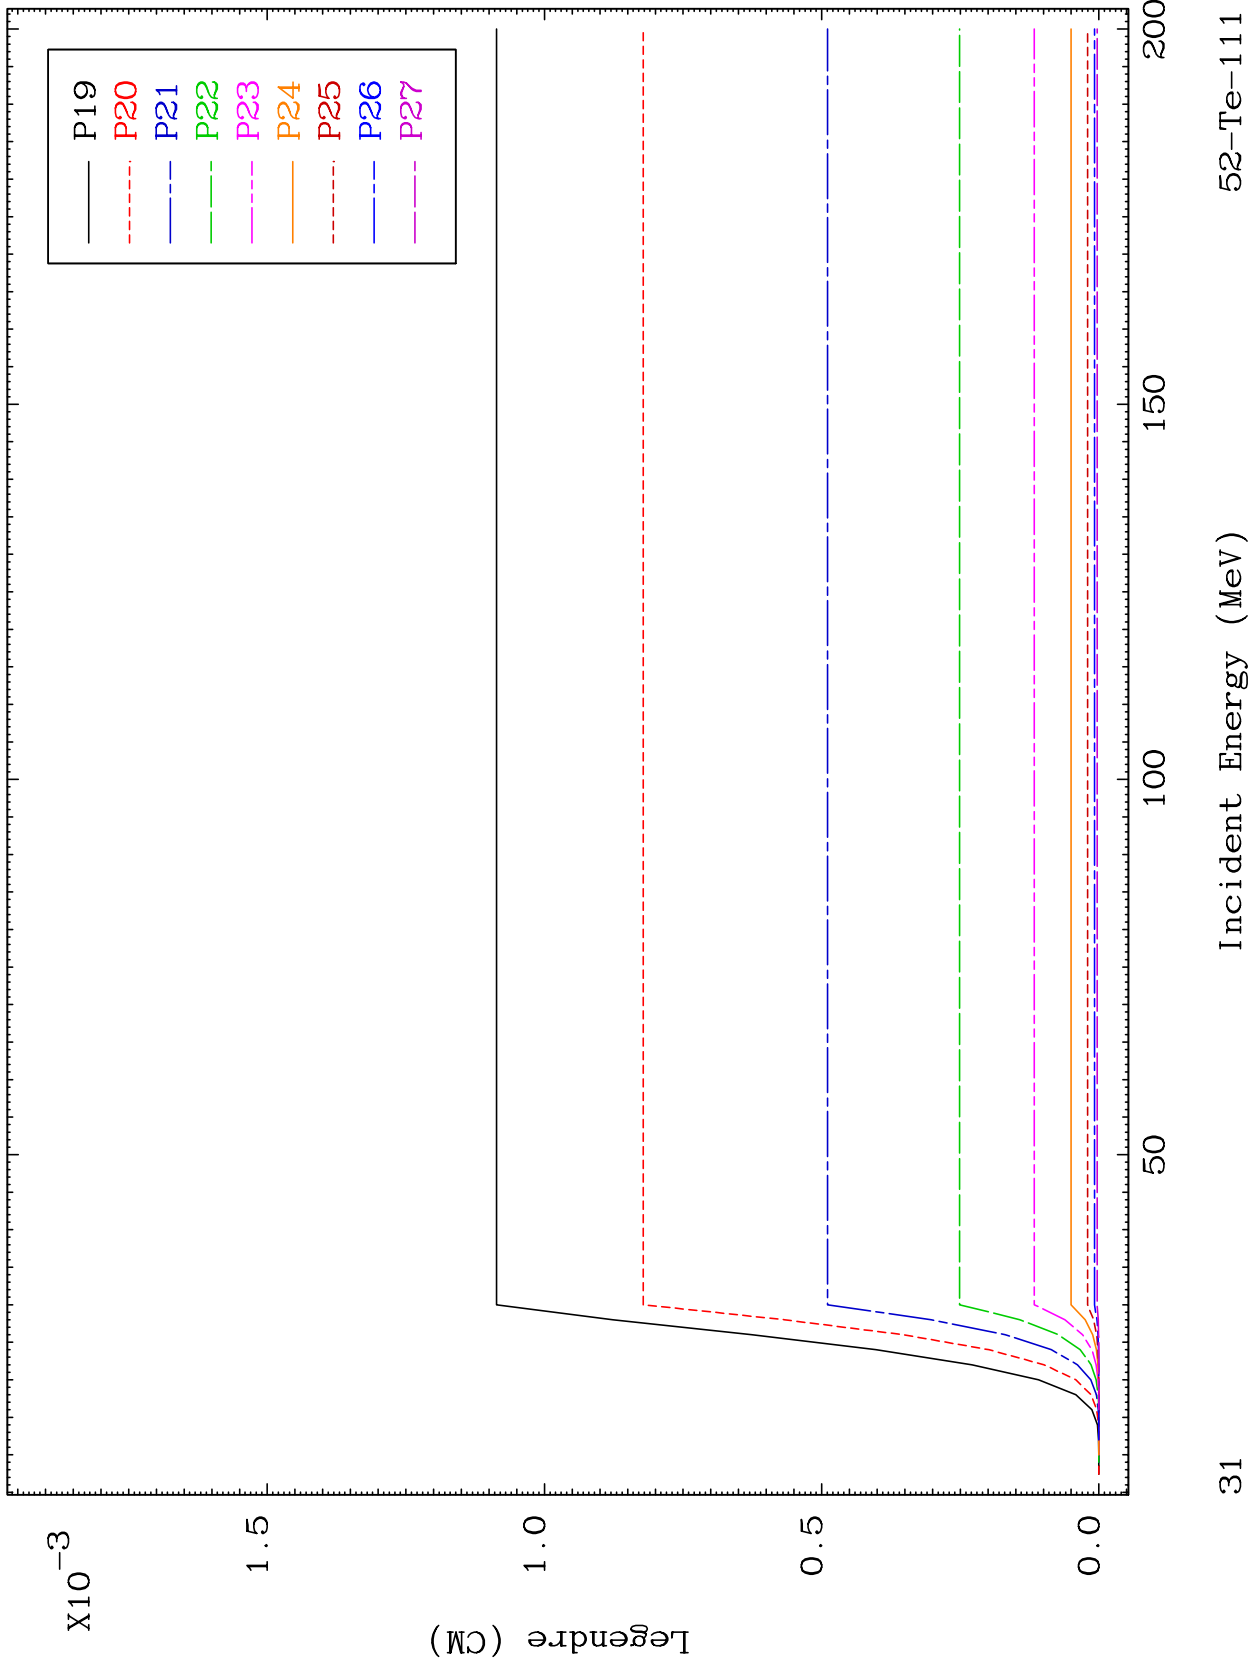 X10-3
1.5
1.0
0.5
0.0
Legendre (CM)
P19
P20
P21
P22
P23
P24
P25
P26
P27
50
100
150
200
Incident Energy (MeV)
31
52-Te-111